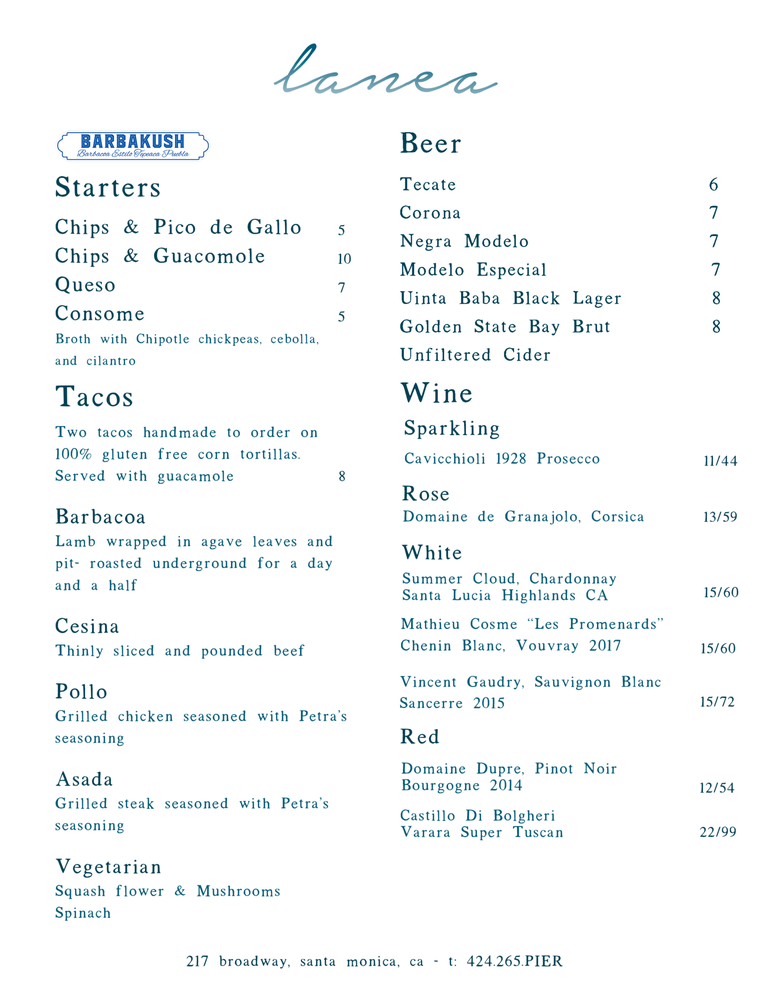 lanea
BARBAKUSH
Barbacoa Estilo Tepeaca Puebla
Starters
Chips & Pico de Gallo 5
Chips & Guacomole 10
Queso 7
Consome 5
Broth with Chipotle chickpeas, cebolla,
and cilantro
Tacos
Two tacos handmade to order on
100% gluten free corn tortillas.
Served with guacamole 8
Barbacoa
Lamb wrapped in agave leaves and
pit- roasted underground for a day
and a half
Cesina
Thinly sliced and pounded beef
Pollo
Grilled chicken seasoned with Petra's
seasoning
Asada
Grilled steak seasoned with Petra's
seasoning
Vegetarian
Squash flower & Mushrooms
Spinach
Beer
Tecate 6
Corona 7
Negra Modelo 7
Modelo Especial 7
Uinta Baba Black Lager 8
Golden State Bay Brut 8
Unfiltered Cider
Wine
Sparkling
Cavicchioli 1928 Prosecco 11/44
Rose
Domaine de Granajolo, Corsica 13/59
White
Summer Cloud, Chardonnay
Santa Lucia Highlands CA 15/60
Mathieu Cosme “Les Promenards”
Chenin Blanc, Vouvray 2017 15/60
Vincent Gaudry, Sauvignon Blanc
Sancerre 2015 15/72
Red
Domaine Dupre, Pinot Noir
Bourgogne 2014 12/54
Castillo Di Bolgheri
Varara Super Tuscan 22/99
217 broadway, santa monica, ca - t: 424.265.PIER